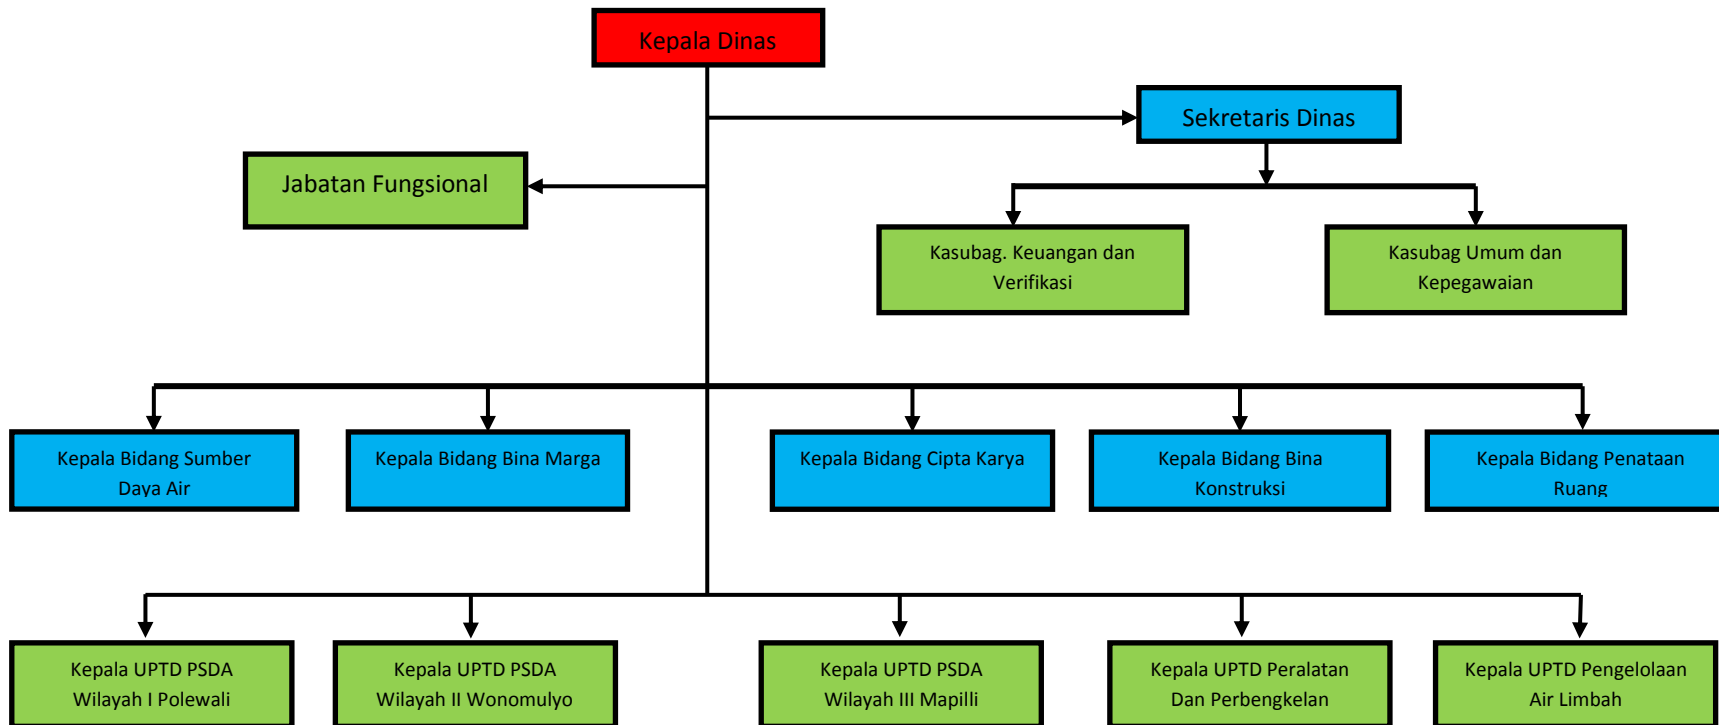 Kepala Dinas
Sekretaris Dinas
Jabatan Fungsional
Kasubag. Keuangan dan
Verifikasi
Kasubag Umum dan
Kepegawaian
Kepala Bidang Sumber
Daya Air
Kepala Bidang Bina Marga
Kepala Bidang Cipta Karya
Kepala Bidang Bina
Konstruksi
Kepala Bidang Penataan
Ruang
Kepala UPTD PSDA
Wilayah I Polewali
Kepala UPTD PSDA
Wilayah II Wonomulyo
Kepala UPTD PSDA
Wilayah III Mapilli
Kepala UPTD Peralatan
Dan Perbengkelan
Kepala UPTD Pengelolaan
Air Limbah